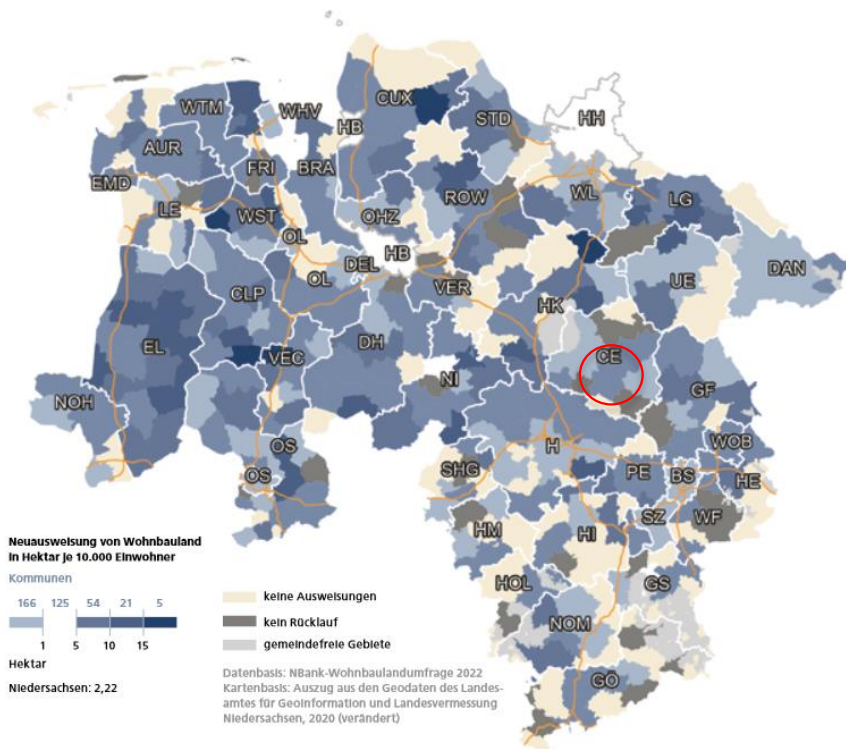 WTM
WHV
CUX
HB
STD
HH
AUR
EMD
FRI
BRA
LE
WST
OHZ
ROW
WL
LG
OL
DEL
HB
OL
VER
UE
DAN
CLP
HK
EL
VEC
DH
NI
CE
GF
NOH
OS
OS
SHG
H
PE
BS
WOB
HE
SZ
WF
HM
HI
HOL
GS
NOM
GÖ
Neuausweisung von Wohnbauland
in Hektar je 10.000 Einwohner
Kommunen
166 125 54 21 5
1 5 10 15
Hektar
Niedersachsen: 2,22
keine Ausweisungen
kein Rücklauf
gemeindefreie Gebiete
Datenbasis: NBank-Wohnbaulandumfrage 2022
Kartenbasis: Auszug aus den Geodaten des Landes-
amtes für Geoinformation und Landesvermessung
Niedersachsen, 2020 (verändert)